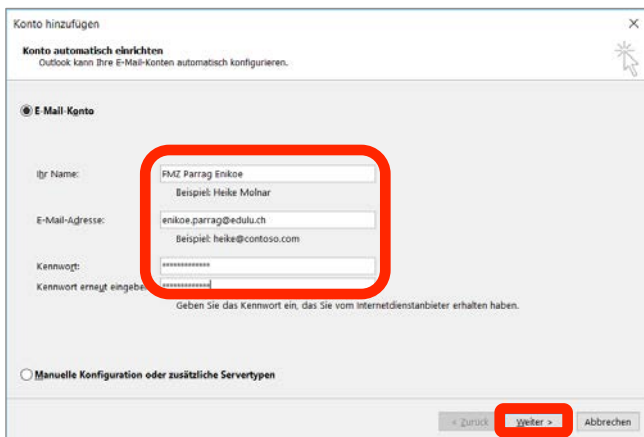 Konto hinzufügen
Konto automatisch einrichten
Outlook kann Ihre E-Mail-Konten automatisch konfigurieren.
E-Mail-Konto
Ihr Name:
FMZ Parrag Enikoe
Beispiel: Heike Molnar
E-Mail-Adresse:
enikoe.parrag@edulu.ch
Beispiel: heike@contoso.com
Kennwort:
*************
Kennwort erneut eingebe
*************
Geben Sie das Kennwort ein, das Sie vom Internetdienstanbieter erhalten haben.
Manuelle Konfiguration oder zusätzliche Servertypen
< Zurück
Weiter >
Abbrechen